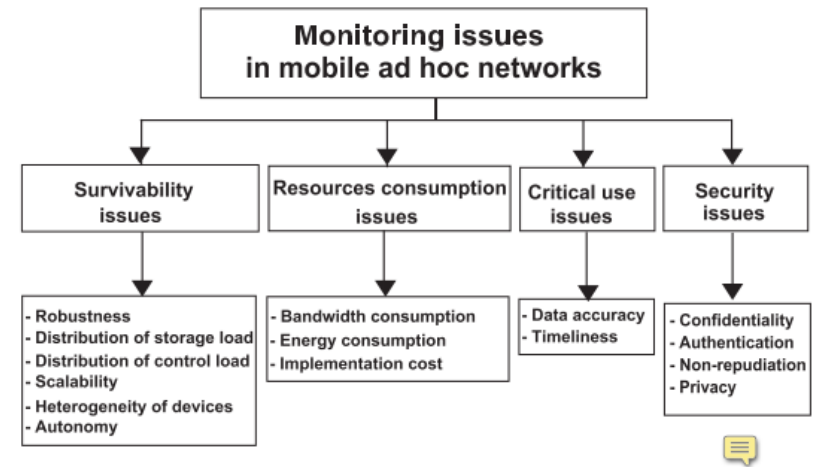 Monitoring issues
in mobile ad hoc networks
Survivability
issues
Resources consumption
issues
Critical use
issues
Security
issues
- Robustness
- Distribution of storage load
- Distribution of control load
- Scalability
- Heterogeneity of devices
- Autonomy
- Bandwidth consumption
- Energy consumption
- Implementation cost
- Data accuracy
- Timeliness
- Confidentiality
- Authentication
- Non-repudiation
- Privacy